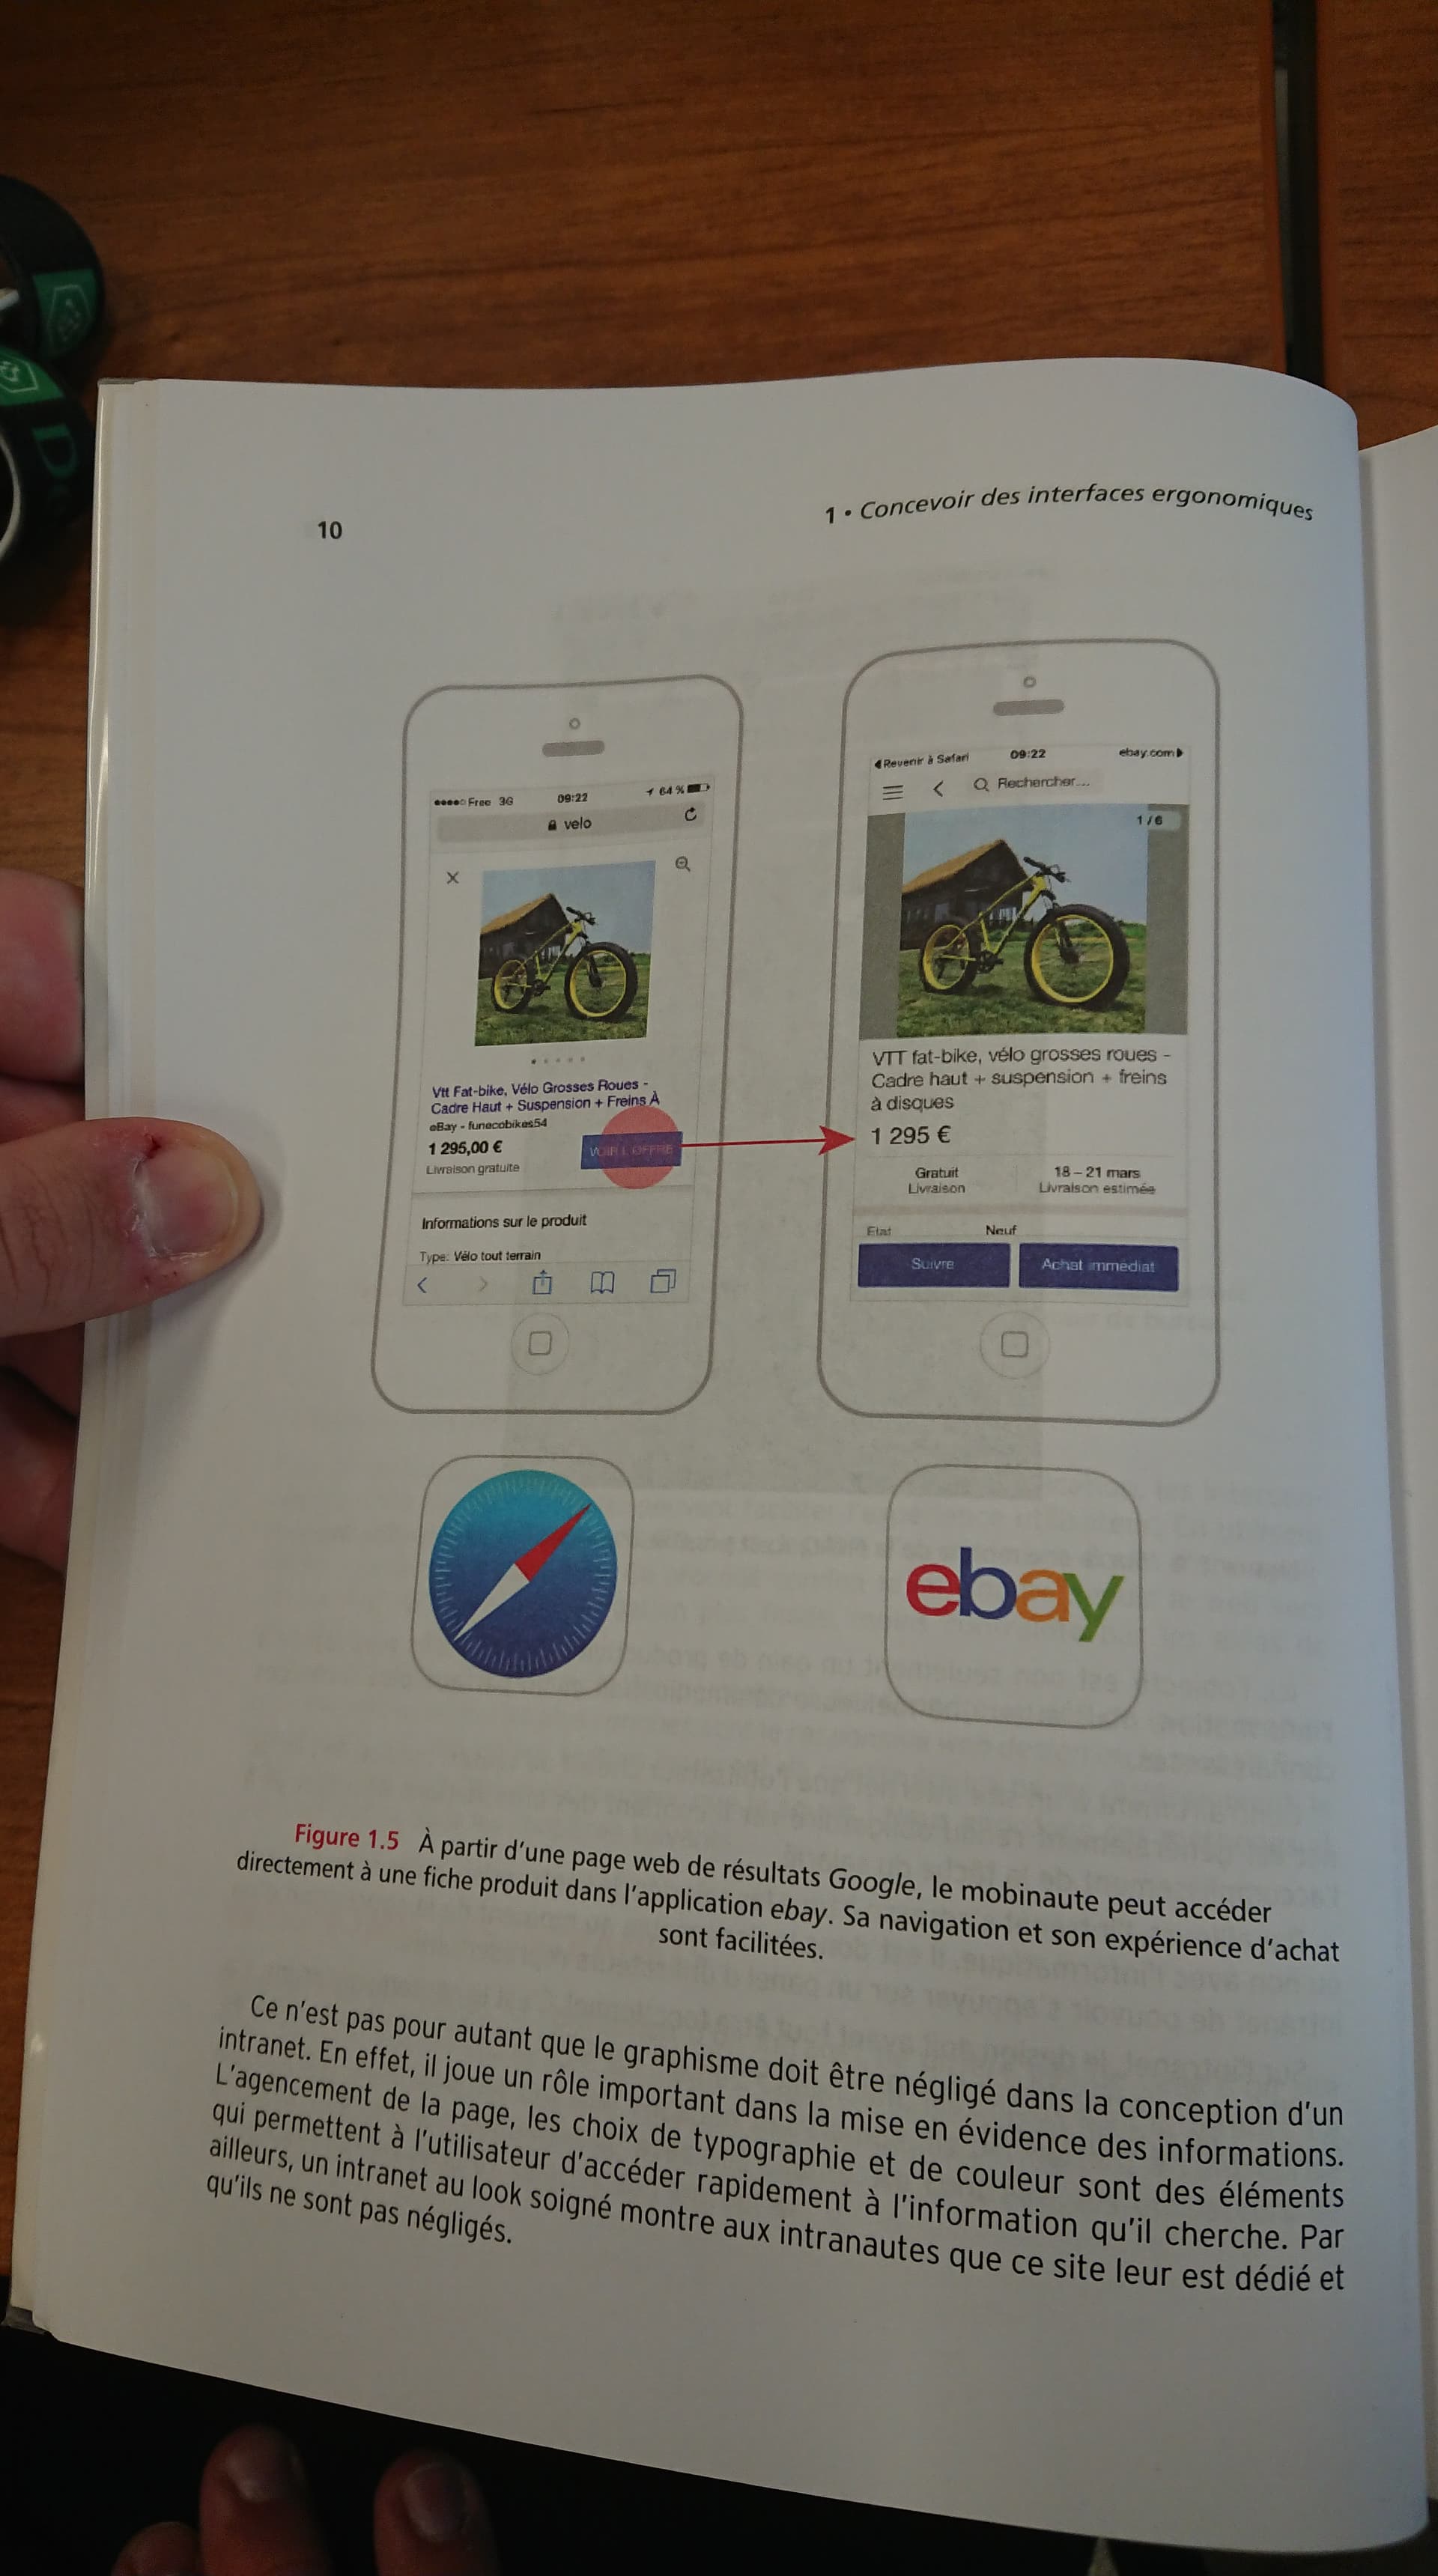 10
1 • Concevoir des interfaces ergonomiques
Free 3G 09:22 64 %
velo
Vtt Fat-bike, Vélo Grosses Roues -
Cadre Haut + Suspension + Freins À
eBay - funecobikes54
1 295,00 €
VOIR L'OFFRE
Livraison gratuite
Informations sur le produit
Type: Vélo tout terrain
Revenir à Safari 09:22 ebay.com
Rechercher...
1 / 6
VTT fat-bike, vélo grosses roues -
Cadre haut + suspension + freins
à disques
1 295 €
Gratuit 18 – 21 mars
Livraison Livraison estimée
Etat Neuf
Suivre Achat immédiat
ebay
Figure 1.5 À partir d'une page web de résultats Google, le mobinaute peut accéder
directement à une fiche produit dans l'application ebay. Sa navigation et son expérience d'achat
sont facilitées.
Ce n'est pas pour autant que le graphisme doit être négligé dans la conception d'un
intranet. En effet, il joue un rôle important dans la mise en évidence des informations.
L'agencement de la page, les choix de typographie et de couleur sont des éléments
qui permettent à l'utilisateur d'accéder rapidement à l'information qu'il cherche. Par
ailleurs, un intranet au look soigné montre aux intranautes que ce site leur est dédié et
qu'ils ne sont pas négligés.